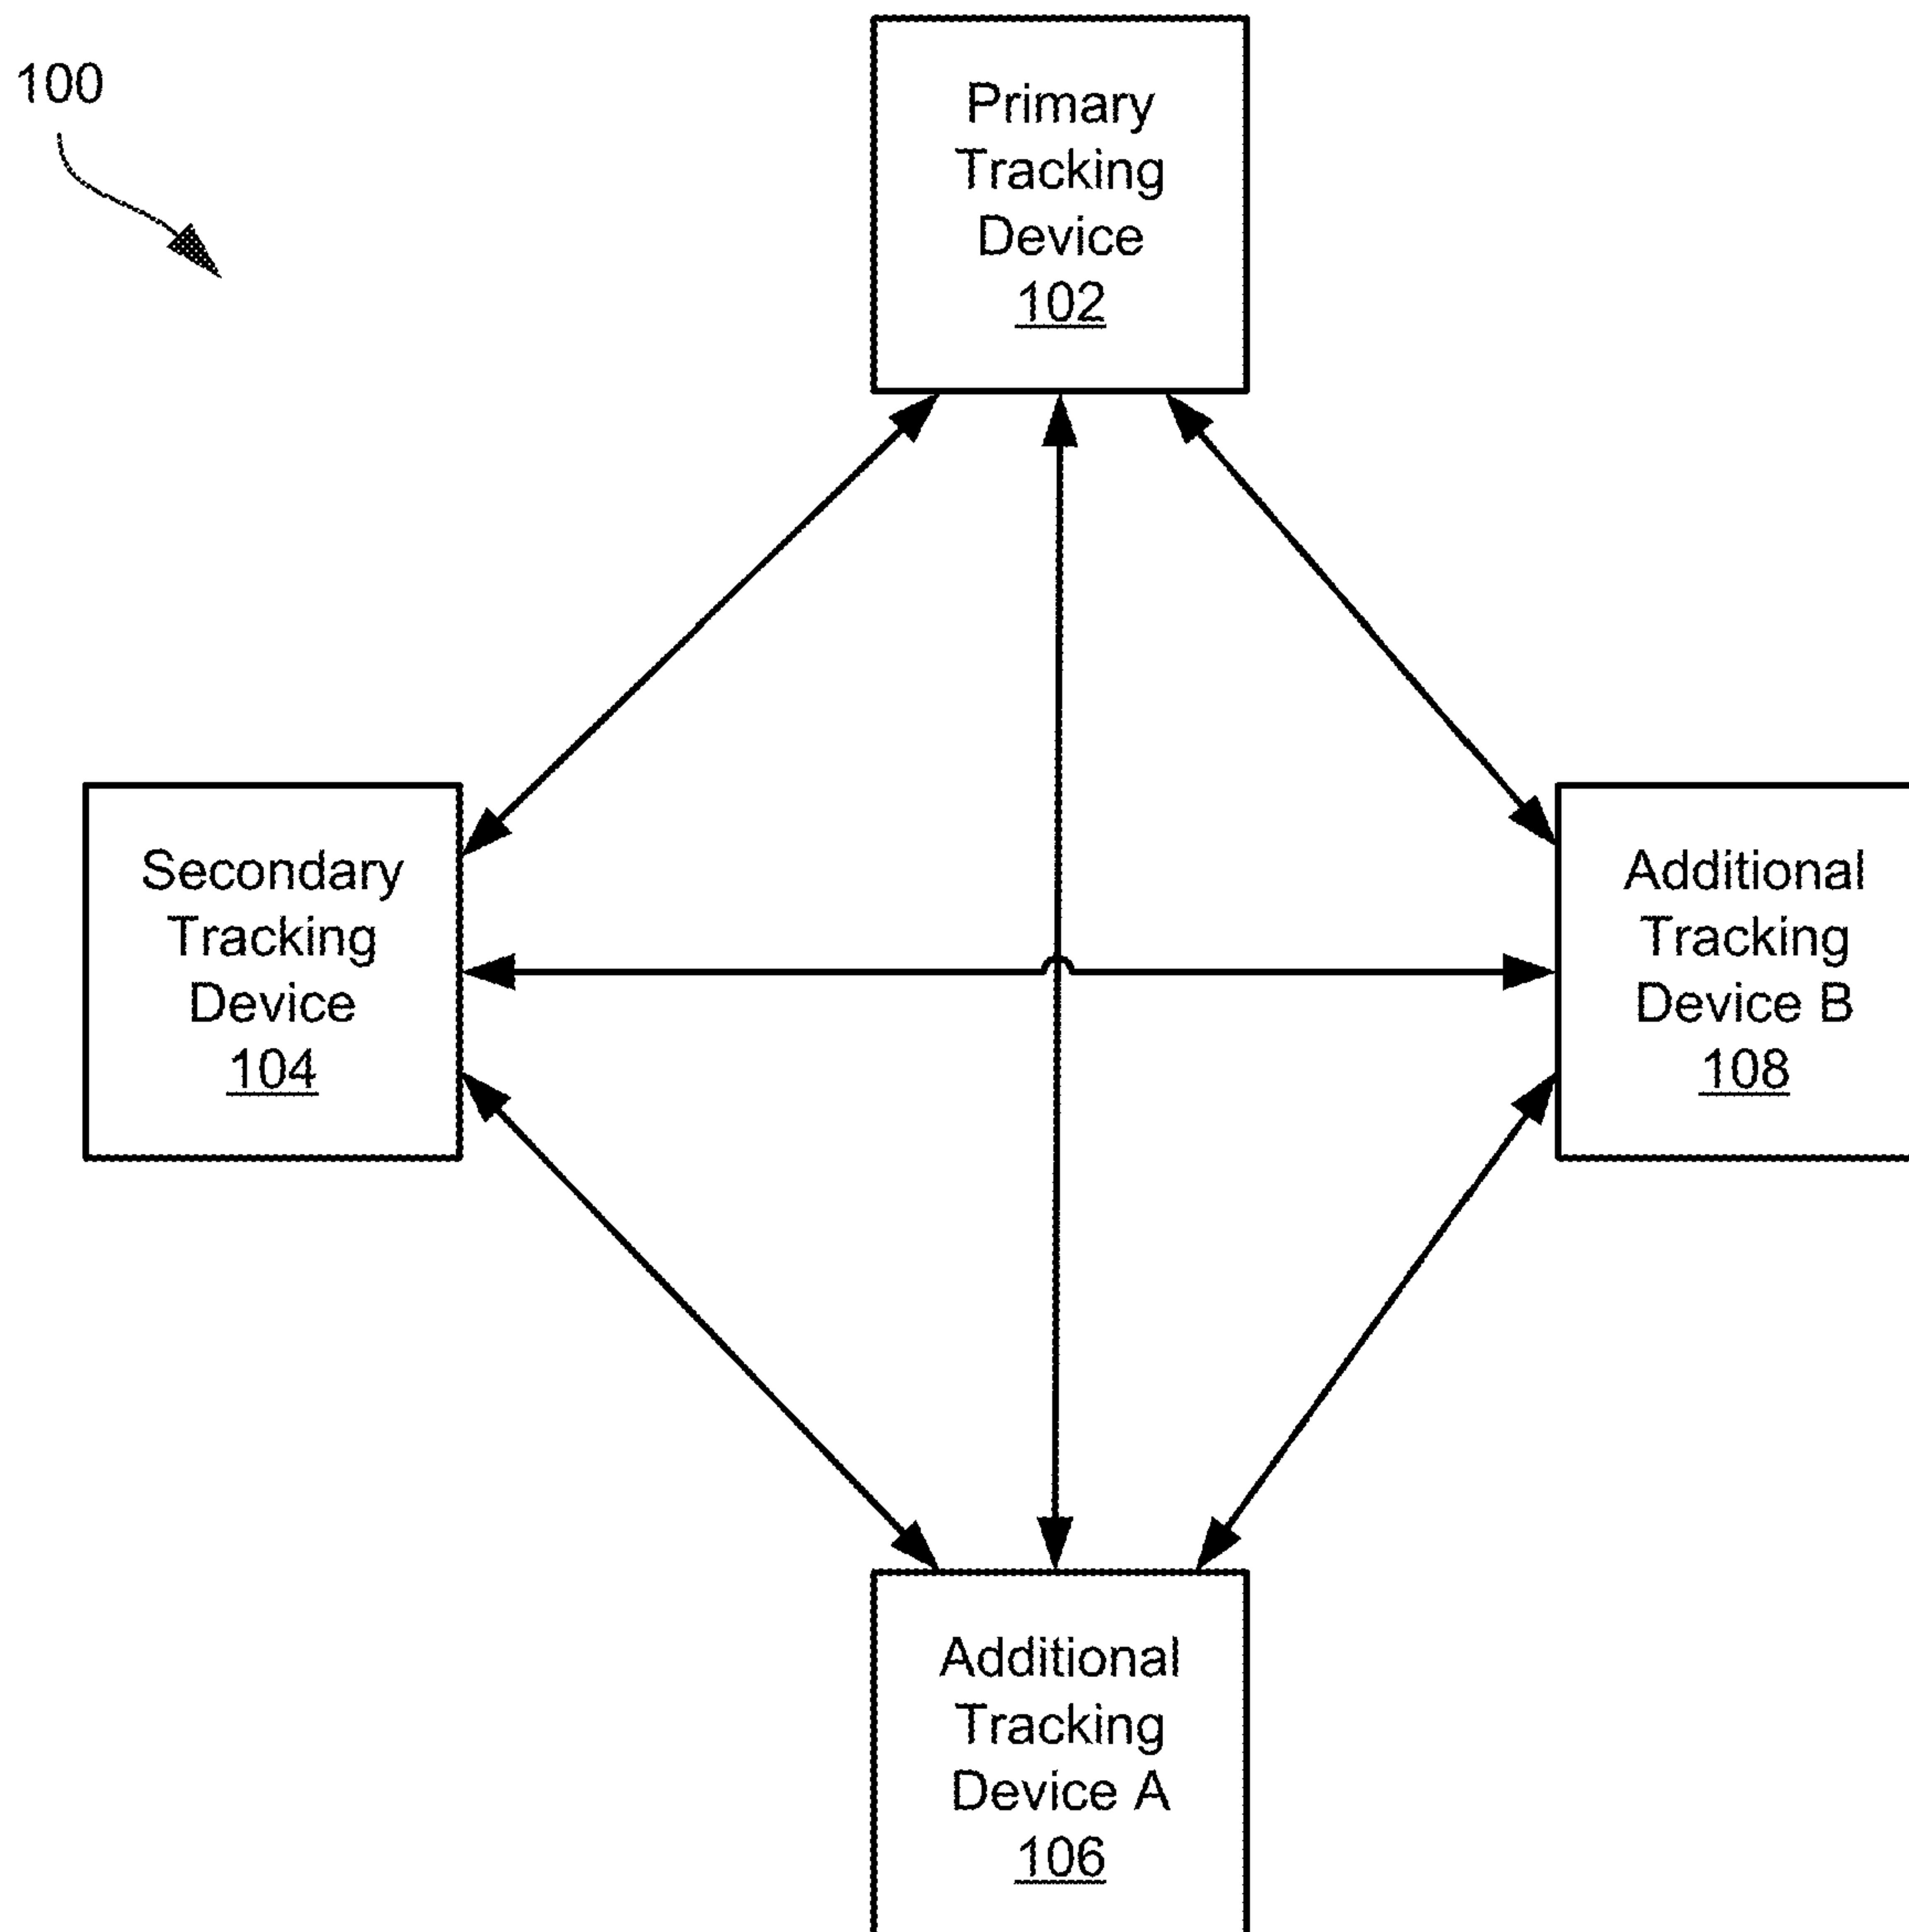 100
Primary
Tracking
Device
102
Secondary
Tracking
Device
104
Additional
Tracking
Device B
108
Additional
Tracking
Device A
106